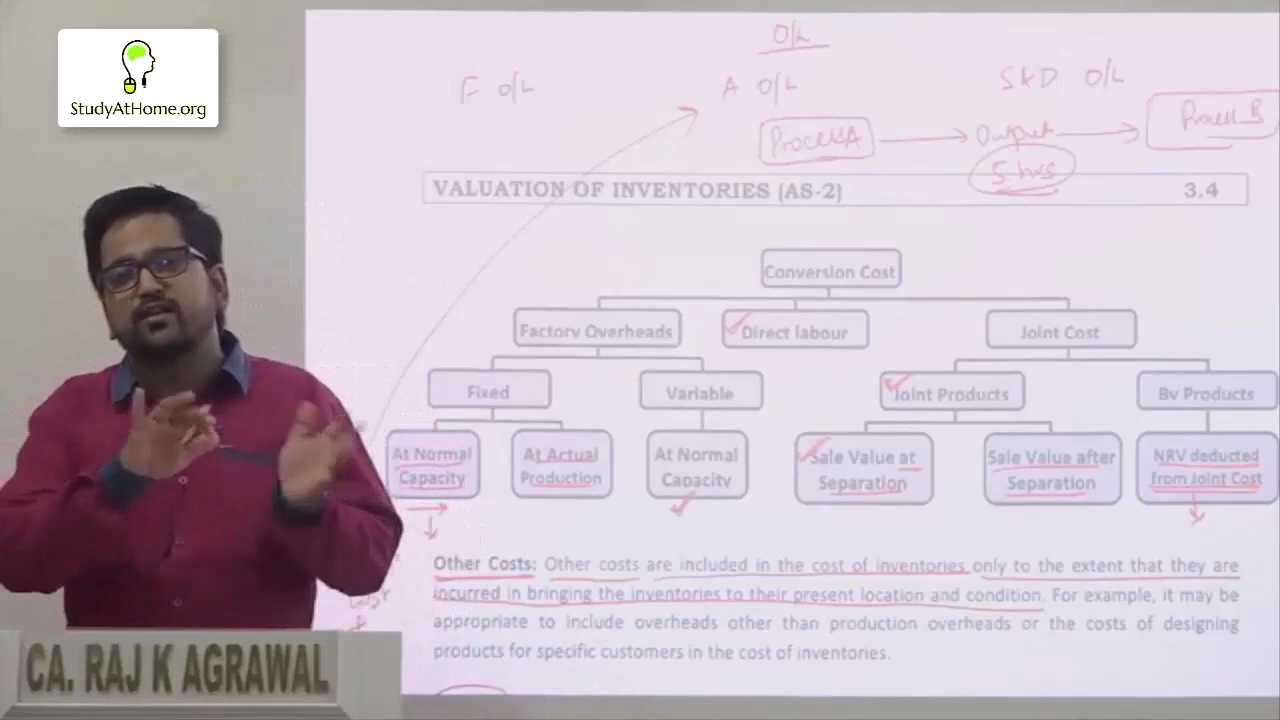 StudyAtHome.org
O/L
F O/L
A O/L
S&D O/L
Process A
Output
Process B
5 hrs
VALUATION OF INVENTORIES (AS-2) 3.4
Conversion Cost
Factory Overheads
Direct labour
Joint Cost
Fixed
Variable
Joint Products
By Products
At Normal
Capacity
At Actual
Production
At Normal
Capacity
Sale Value at
Separation
Sale Value after
Separation
NRV deducted
from Joint Cost
Other Costs: Other costs are included in the cost of inventories only to the extent that they are
incurred in bringing the inventories to their present location and condition. For example, it may be
appropriate to include overheads other than production overheads or the costs of designing
products for specific customers in the cost of inventories.
CA. RAJ K AGRAWAL